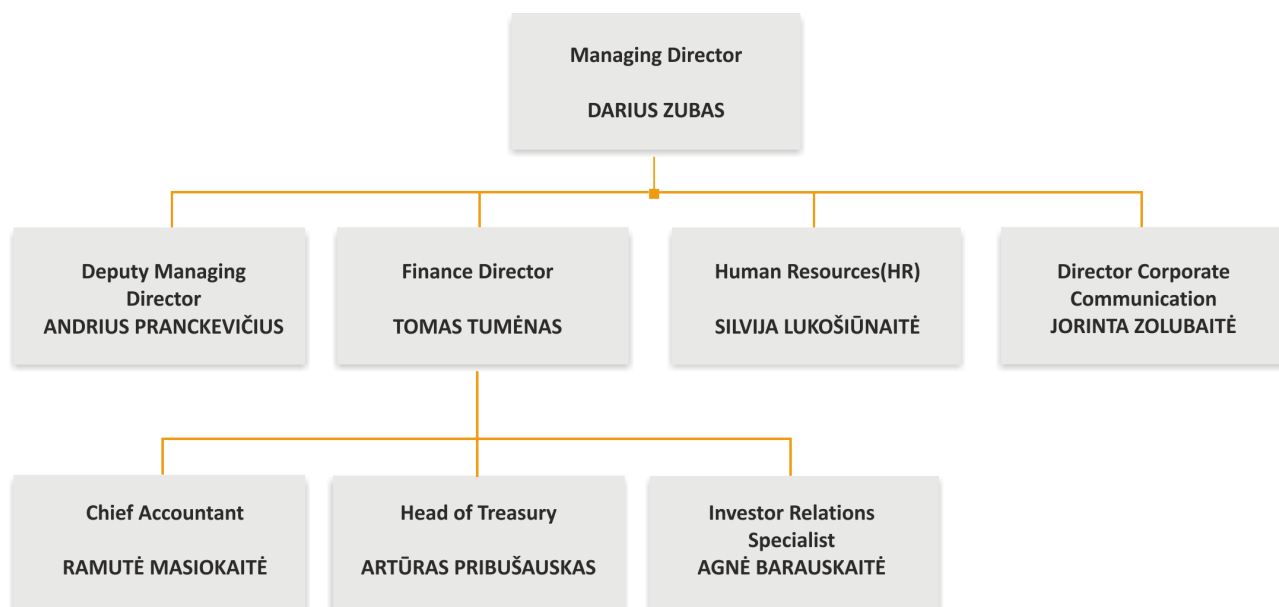 Managing Director
DARIUS ZUBAS
Deputy Managing
Director
ANDRIUS PRANCKEVIČIUS
Finance Director
TOMAS TUMĖNAS
Human Resources(HR)
SILVIJA LUKOŠIŪNAITĖ
Director Corporate
Communication
JORINTA ZOLUBAITĖ
Chief Accountant
RAMUTĖ MASIOKAITĖ
Head of Treasury
ARTŪRAS PRIBUŠAUSKAS
Investor Relations
Specialist
AGNĖ BARAUSKAITĖ